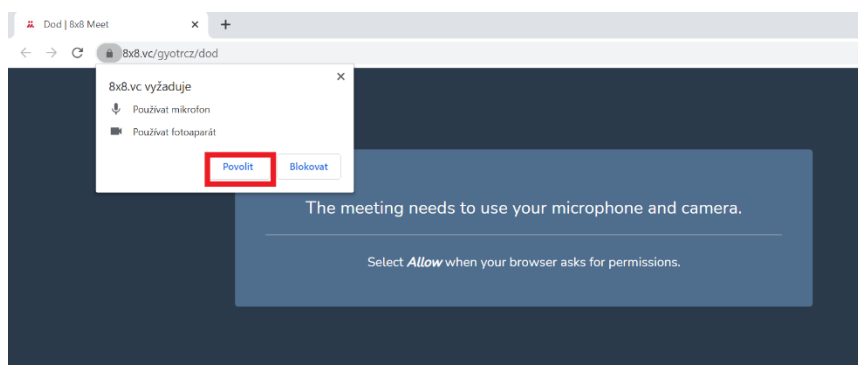 Dod | 8x8 Meet
8x8.vc/gyotrcz/dod
8x8.vc vyžaduje
Používat mikrofon
Používat fotoaparát
Povolit Blokovat
The meeting needs to use your microphone and camera.
Select Allow when your browser asks for permissions.